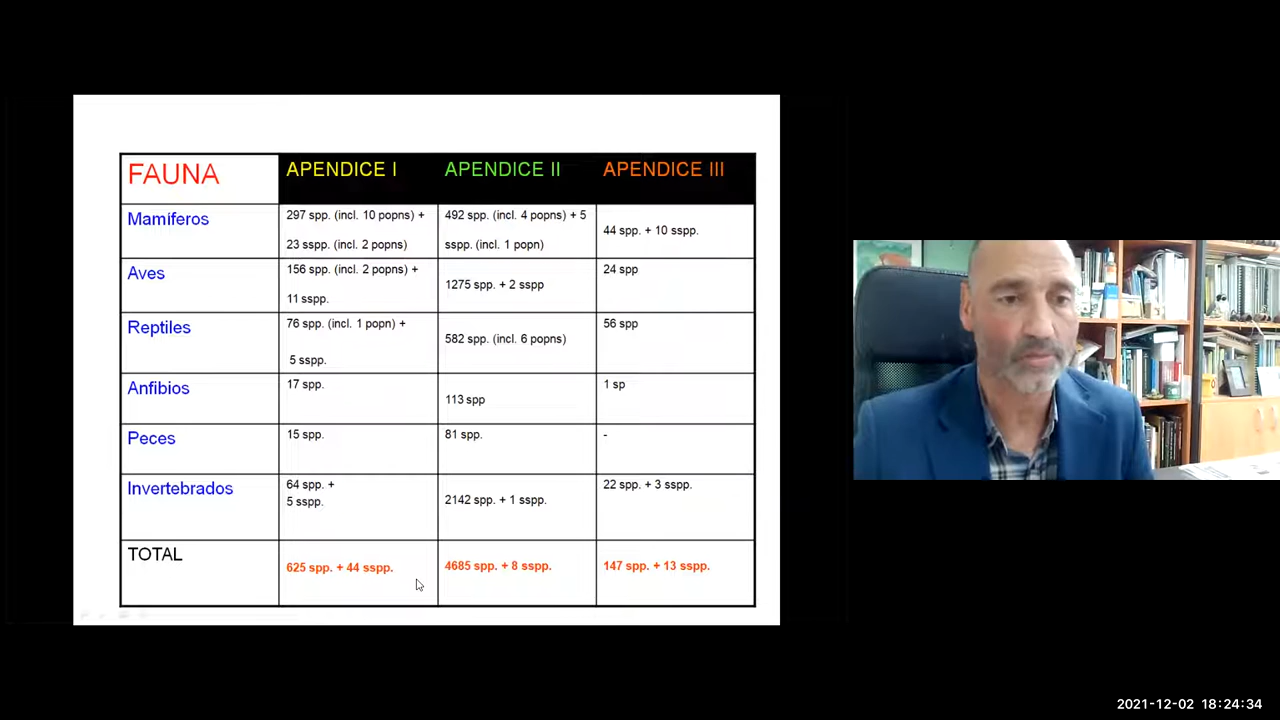 FAUNA APENDICE I APENDICE II APENDICE III
Mamíferos
297 spp. (incl. 10 popns) +
23 sspp. (incl. 2 popns)
492 spp. (incl. 4 popns) + 5
sspp. (incl. 1 popn)
44 spp. + 10 sspp.
Aves
156 spp. (incl. 2 popns) +
11 sspp.
1275 spp. + 2 sspp
24 spp
Reptiles
76 spp. (incl. 1 popn) +
5 sspp.
582 spp. (incl. 6 popns)
56 spp
Anfibios
17 spp.
113 spp
1 sp
Peces
15 spp.
81 spp.
-
Invertebrados
64 spp. +
5 sspp.
2142 spp. + 1 sspp.
22 spp. + 3 sspp.
TOTAL
625 spp. + 44 sspp.
4685 spp. + 8 sspp.
147 spp. + 13 sspp.
2021-12-02 18:24:34